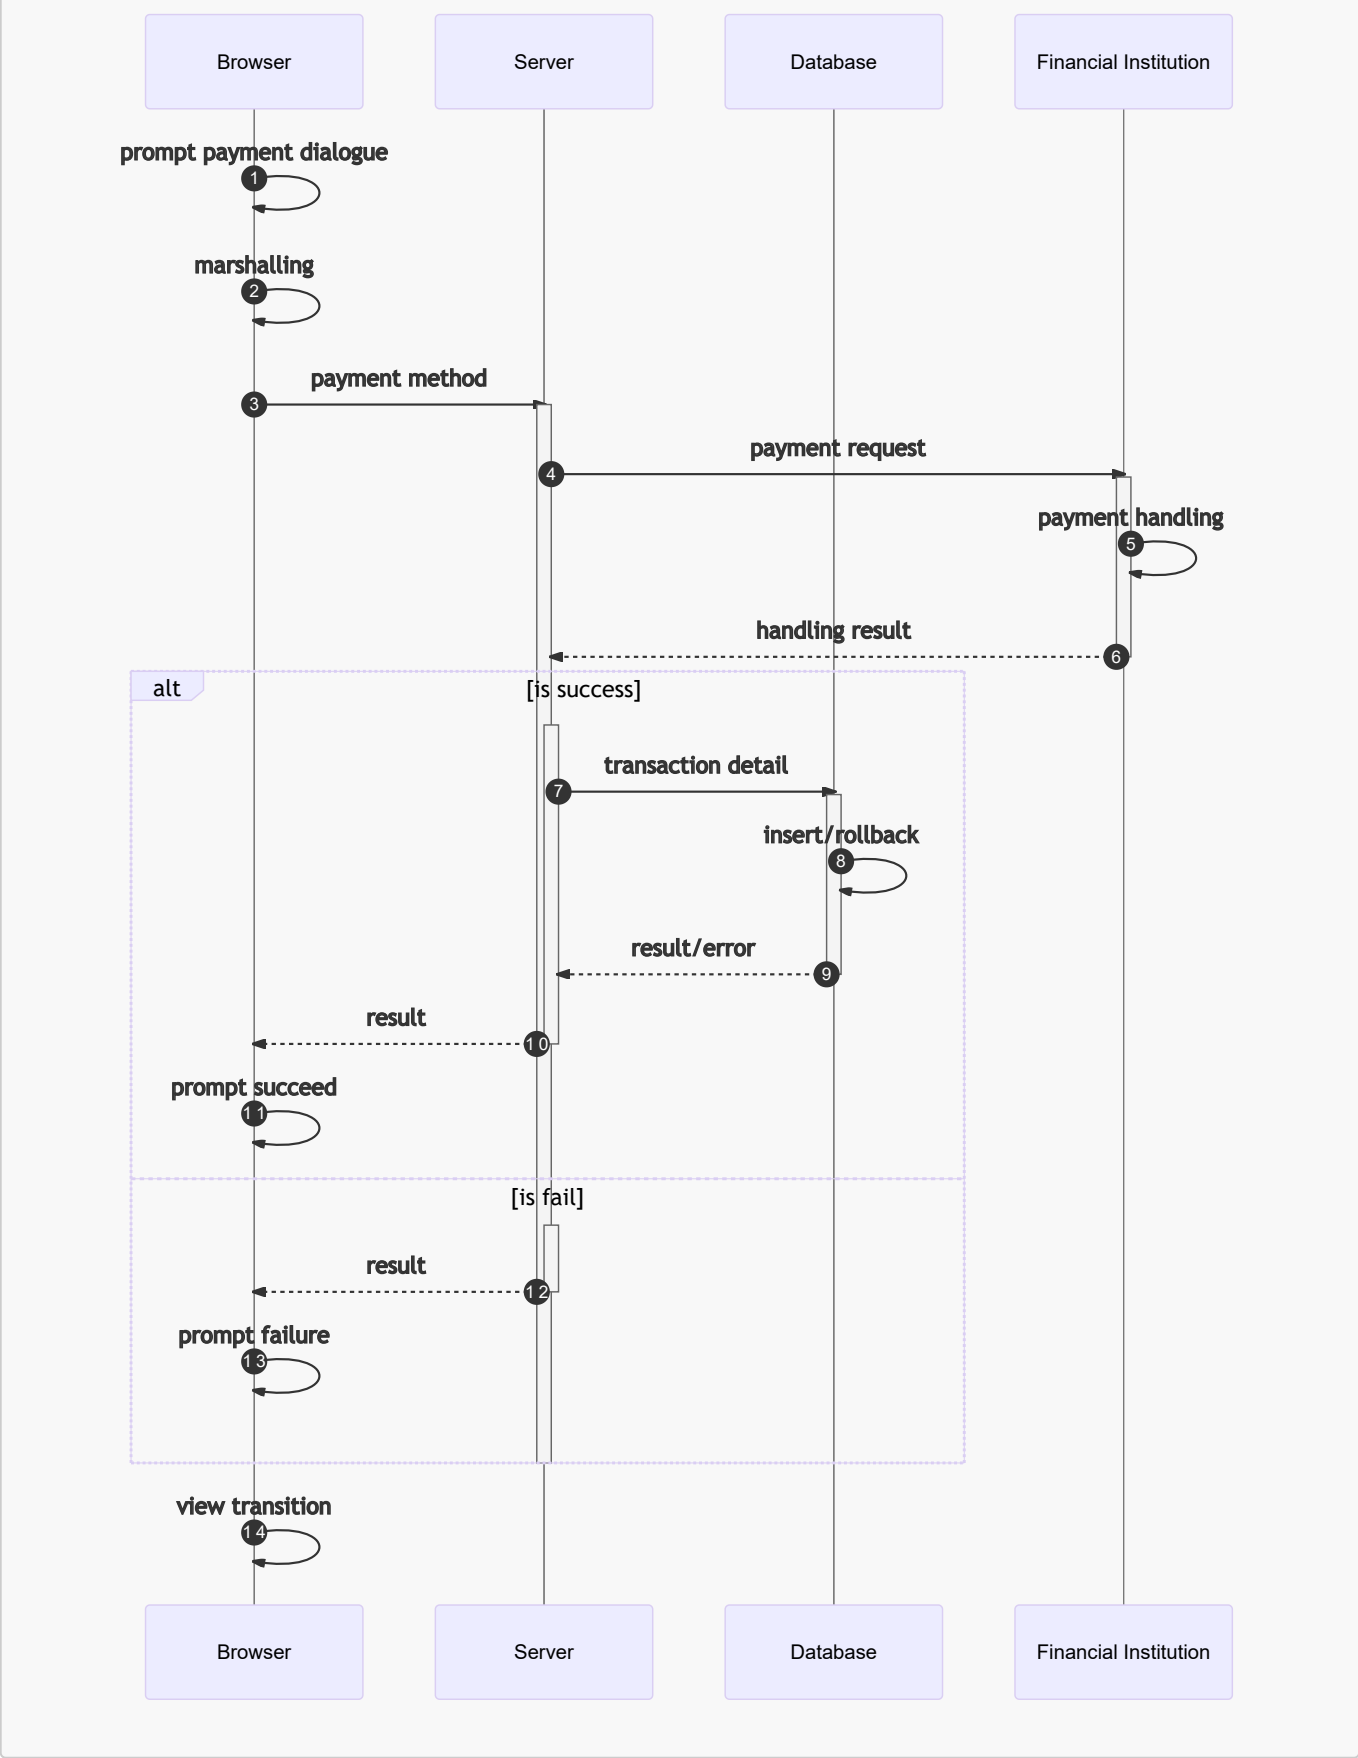 Browser
Server
Database
Financial Institution
prompt payment dialogue
1
marshalling
2
payment method
3
payment request
4
payment handling
5
handling result
6
alt
[is success]
transaction detail
7
insert/rollback
8
result/error
9
result
10
prompt succeed
11
[is fail]
result
12
prompt failure
13
view transition
14
Browser
Server
Database
Financial Institution